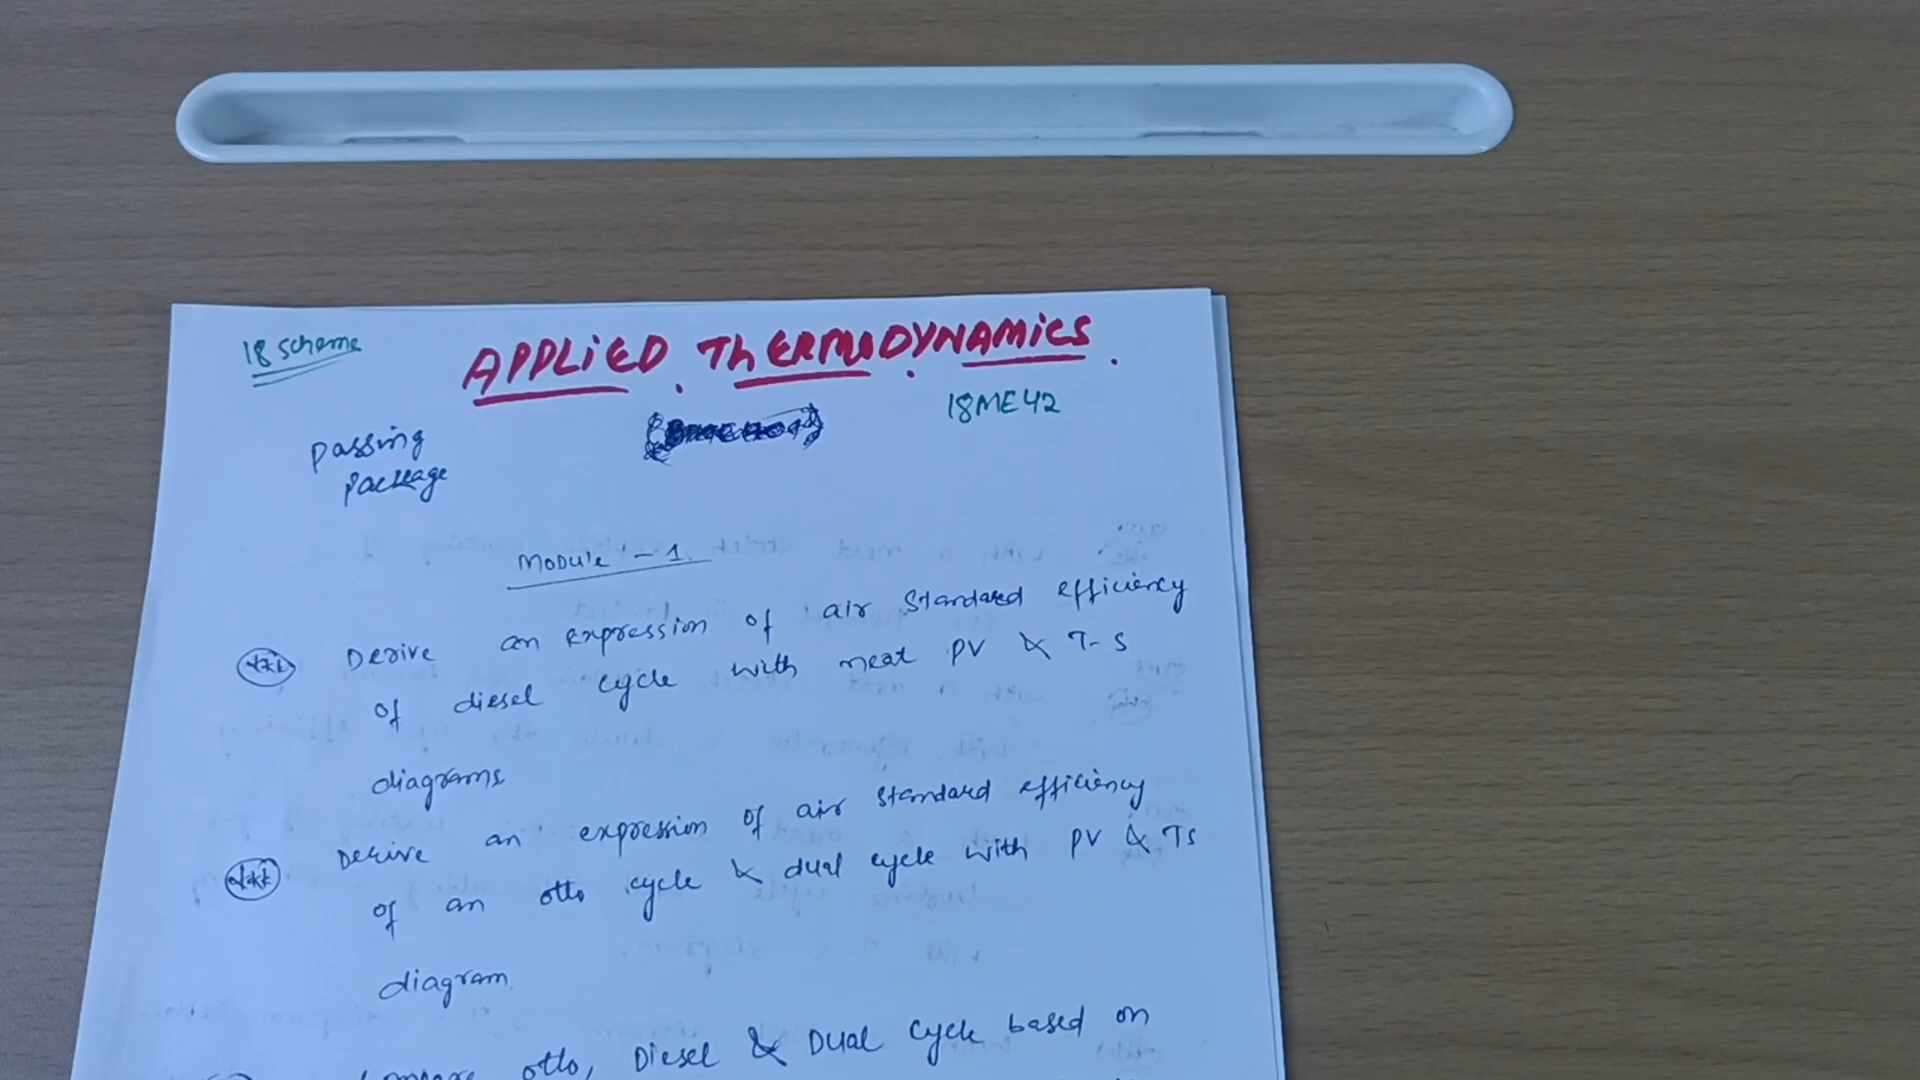 18 scheme
APPLiED ThERMODYNAMiCS.
18ME42
passing
package
Module - 1.
Derive an expression of air standard efficiency
of diesel cycle with neat PV & T-S
diagrams
Derive an expression of air standard efficiency
of an otto cycle & dual cycle with PV & TS
diagram.
otto, Diesel & Dual cycle based on